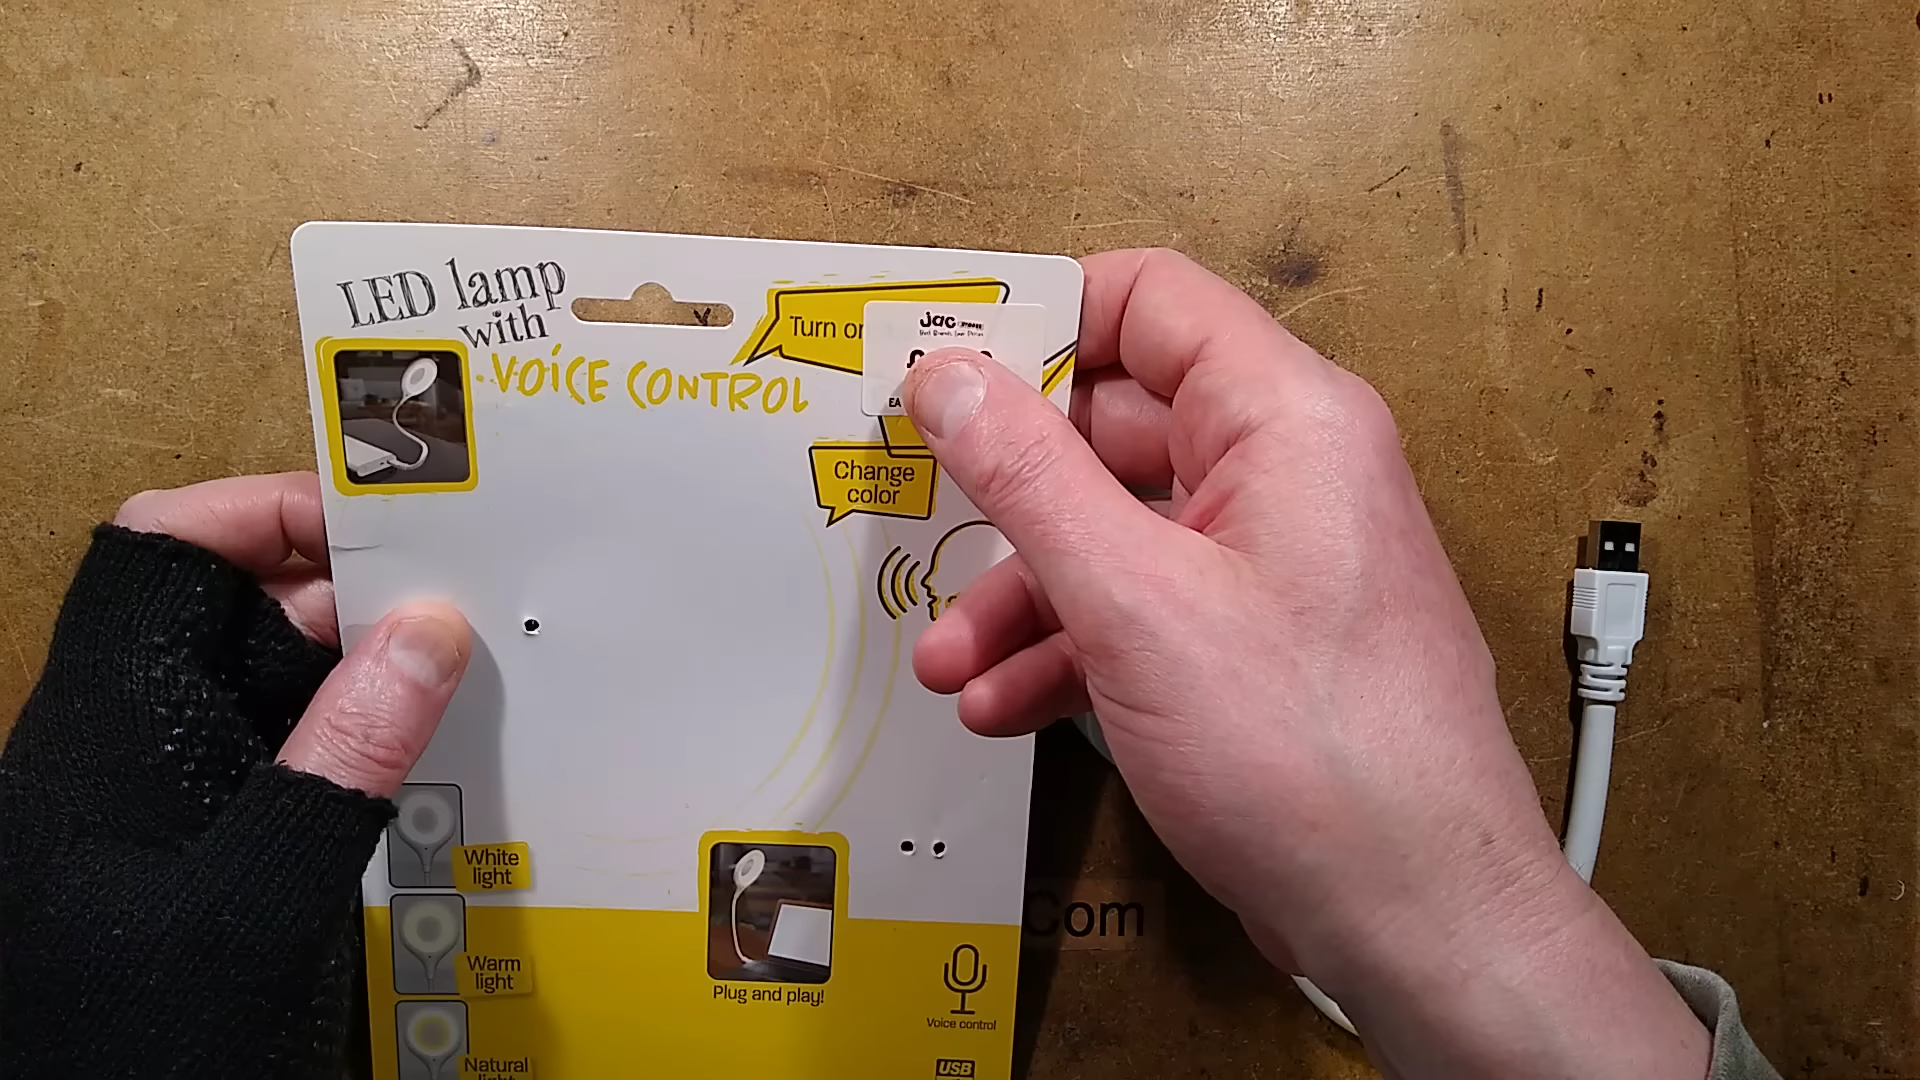 LED lamp
with
VOICE CONTROL
Turn
jac
EA
Change
color
White
light
Warm
light
Natural
Plug and play!
Voice control
USB
Com